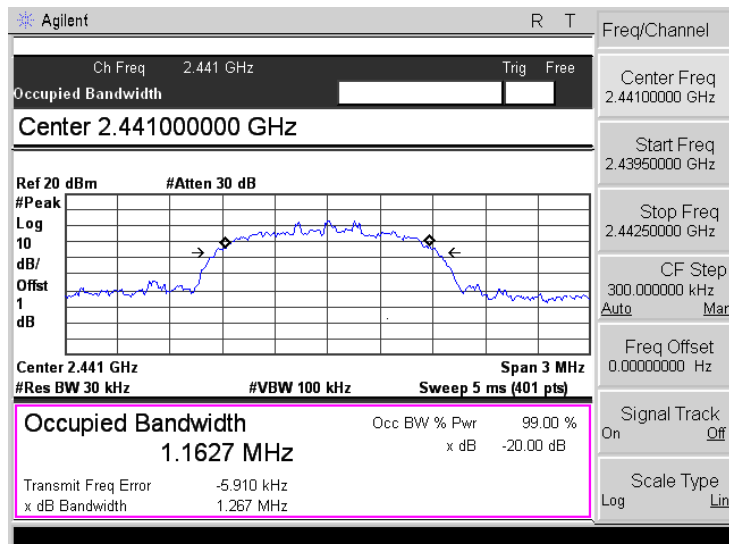 Agilent R T
Ch Freq 2.441 GHz Trig Free
Occupied Bandwidth
Center 2.441000000 GHz
Ref 20 dBm #Atten 30 dB
#Peak
Log
10
dB/
Offst
1
dB
Center 2.441 GHz Span 3 MHz
#Res BW 30 kHz #VBW 100 kHz Sweep 5 ms (401 pts)
Occupied Bandwidth
1.1627 MHz
Occ BW % Pwr 99.00 %
x dB -20.00 dB
Transmit Freq Error -5.910 kHz
x dB Bandwidth 1.267 MHz
Freq/Channel
Center Freq
2.44100000 GHz
Start Freq
2.43950000 GHz
Stop Freq
2.44250000 GHz
CF Step
300.000000 kHz
Auto Mar
Freq Offset
0.00000000 Hz
Signal Track
On Off
Scale Type
Log Lin